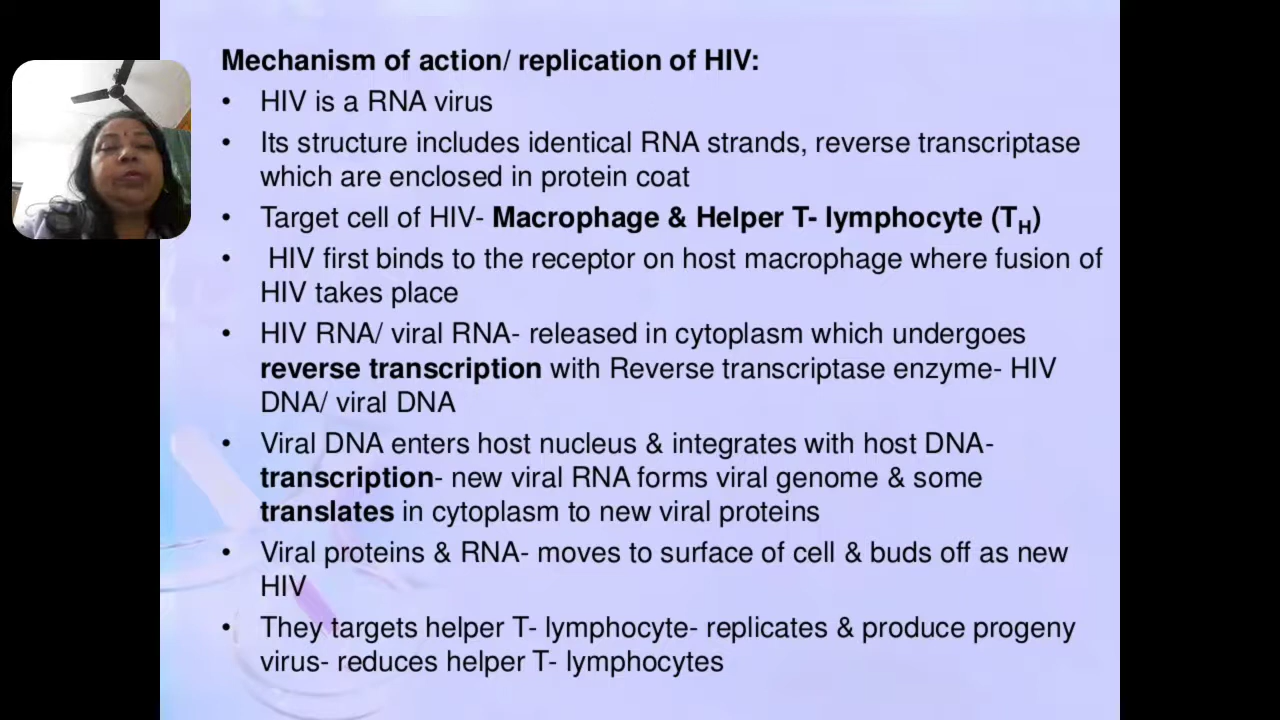 Mechanism of action/ replication of HIV:
• HIV is a RNA virus
• Its structure includes identical RNA strands, reverse transcriptase
which are enclosed in protein coat
• Target cell of HIV- Macrophage & Helper T- lymphocyte (TH)
• HIV first binds to the receptor on host macrophage where fusion of
HIV takes place
• HIV RNA/ viral RNA- released in cytoplasm which undergoes
reverse transcription with Reverse transcriptase enzyme- HIV
DNA/ viral DNA
• Viral DNA enters host nucleus & integrates with host DNA-
transcription- new viral RNA forms viral genome & some
translates in cytoplasm to new viral proteins
• Viral proteins & RNA- moves to surface of cell & buds off as new
HIV
• They targets helper T- lymphocyte- replicates & produce progeny
virus- reduces helper T- lymphocytes